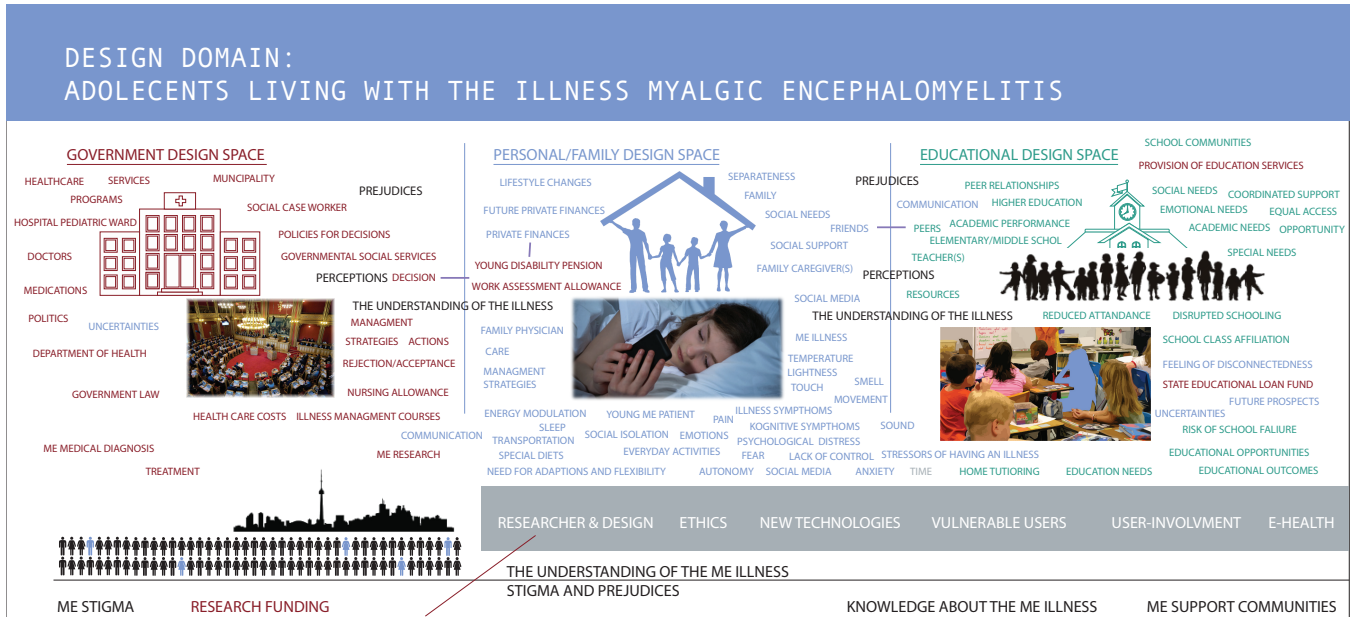 DESIGN DOMAIN:
ADOLECENTS LIVING WITH THE ILLNESS MYALGIC ENCEPHALOMYELITIS
GOVERNMENT DESIGN SPACE
HEALTHCARE
SERVICES
MUNCIPALITY
PREJUDICES
PROGRAMS
SOCIAL CASE WORKER
HOSPITAL PEDIATRIC WARD
POLICIES FOR DECISIONS
DOCTORS
GOVERNMENTAL SOCIAL SERVICES
PERCEPTIONS
DECISION
MEDICATIONS
THE UNDERSTANDING OF THE ILLNESS
POLITICS
UNCERTAINTIES
MANAGMENT
STRATEGIES
ACTIONS
DEPARTMENT OF HEALTH
REJECTION/ACCEPTANCE
GOVERNMENT LAW
NURSING ALLOWANCE
HEALTH CARE COSTS
ILLNESS MANAGMENT COURSES
COMMUNICATION
ME MEDICAL DIAGNOSIS
ME RESEARCH
TREATMENT
PERSONAL/FAMILY DESIGN SPACE
LIFESTYLE CHANGES
SEPARATENESS
FAMILY
FUTURE PRIVATE FINANCES
SOCIAL NEEDS
PRIVATE FINANCES
FRIENDS
SOCIAL SUPPORT
YOUNG DISABILITY PENSION
FAMILY CAREGIVER(S)
WORK ASSESSMENT ALLOWANCE
SOCIAL MEDIA
FAMILY PHYSICIAN
ME ILLNESS
CARE
TEMPERATURE
MANAGMENT
STRATEGIES
LIGHTNESS
SMELL
TOUCH
MOVEMENT
ENERGY MODULATION
YOUNG ME PATIENT
ILLNESS SYMPTHOMS
PAIN
SLEEP
KOGNITIVE SYMPTHOMS
SOUND
TRANSPORTATION
SOCIAL ISOLATION
EMOTIONS
PSYCHOLOGICAL DISTRESS
SPECIAL DIETS
EVERYDAY ACTIVITIES
FEAR
LACK OF CONTROL
STRESSORS OF HAVING AN ILLNESS
NEED FOR ADAPTIONS AND FLEXIBILITY
AUTONOMY
SOCIAL MEDIA
ANXIETY
TIME
HOME TUTORING
EDUCATION NEEDS
EDUCATIONAL DESIGN SPACE
SCHOOL COMMUNITIES
PROVISION OF EDUCATION SERVICES
PREJUDICES
PEER RELATIONSHIPS
SOCIAL NEEDS
COORDINATED SUPPORT
COMMUNICATION
HIGHER EDUCATION
EMOTIONAL NEEDS
EQUAL ACCESS
PEERS
ACADEMIC PERFORMANCE
ACADEMIC NEEDS
OPPORTUNITY
ELEMENTARY/MIDDLE SCHOL
TEACHER(S)
SPECIAL NEEDS
PERCEPTIONS
RESOURCES
THE UNDERSTANDING OF THE ILLNESS
REDUCED ATTANDANCE
DISRUPTED SCHOOLING
SCHOOL CLASS AFFILIATION
FEELING OF DISCONNECTEDNESS
STATE EDUCATIONAL LOAN FUND
FUTURE PROSPECTS
UNCERTAINTIES
RISK OF SCHOOL FALIURE
EDUCATIONAL OPPORTUNITIES
EDUCATIONAL OUTCOMES
RESEARCHER & DESIGN
ETHICS
NEW TECHNOLOGIES
VULNERABLE USERS
USER-INVOLVMENT
E-HEALTH
THE UNDERSTANDING OF THE ME ILLNESS
STIGMA AND PREJUDICES
ME STIGMA
RESEARCH FUNDING
KNOWLEDGE ABOUT THE ME ILLNESS
ME SUPPORT COMMUNITIES